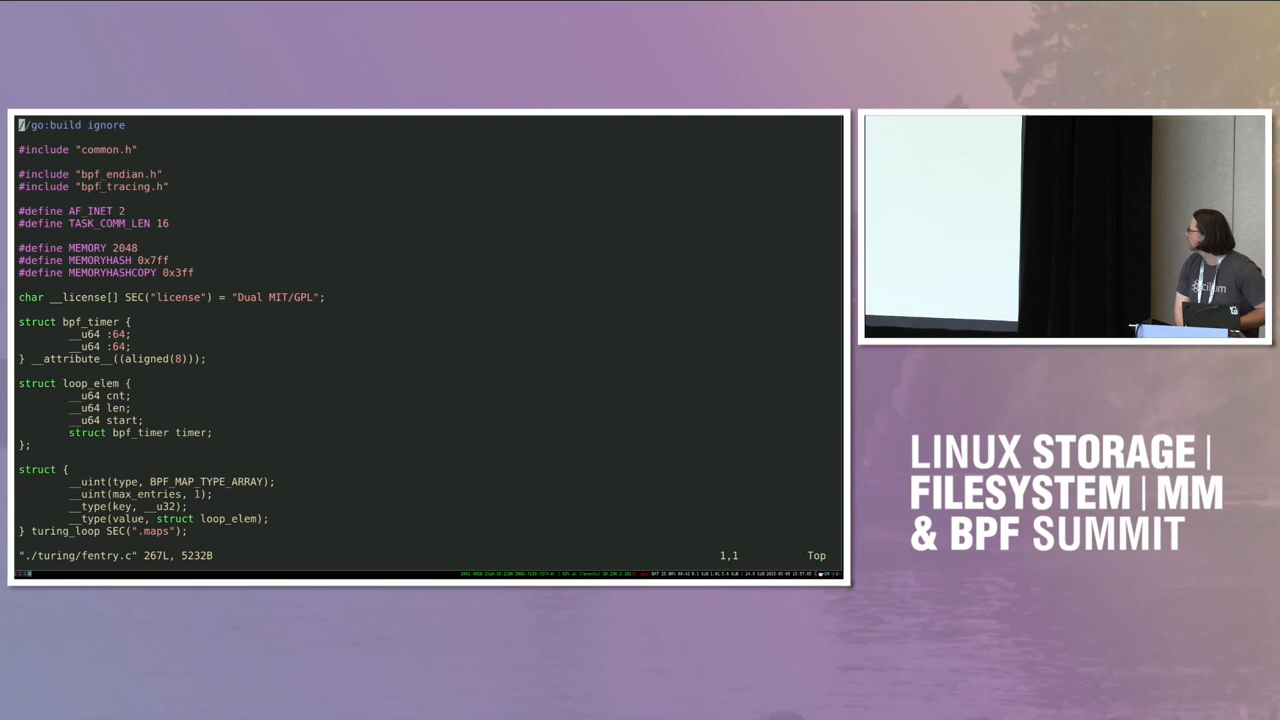 //go:build ignore
#include "common.h"
#include "bpf_endian.h"
#include "bpf_tracing.h"
#define AF_INET 2
#define TASK_COMM_LEN 16
#define MEMORY 2048
#define MEMORYHASH 0x7ff
#define MEMORYHASHCOPY 0x3ff
char __license[] SEC("license") = "Dual MIT/GPL";
struct bpf_timer {
__u64 :64;
__u64 :64;
} __attribute__((aligned(8)));
struct loop_elem {
__u64 cnt;
__u64 len;
__u64 start;
struct bpf_timer timer;
};
struct {
__uint(type, BPF_MAP_TYPE_ARRAY);
__uint(max_entries, 1);
__type(key, __u32);
__type(value, struct loop_elem);
} turing_loop SEC(".maps");
"./turing/fentry.c" 267L, 5232B 1,1 Top
cilium
LINUX STORAGE |
FILESYSTEM | MM
& BPF SUMMIT